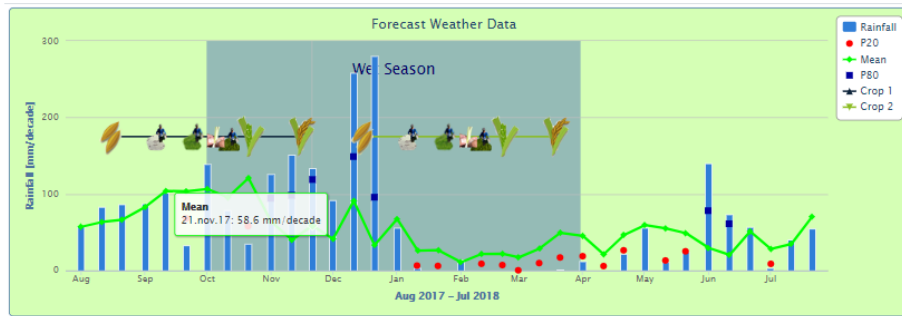 Forecast Weather Data
Rainfall
P20
Mean
P80
Crop 1
Crop 2
Wet Season
Rainfall [mm/decade]
300
200
100
0
Mean
21.nov.17: 58.6 mm/decade
Aug Sep Oct Nov Dec Jan Feb Mar Apr May Jun Jul
Aug 2017 – Jul 2018